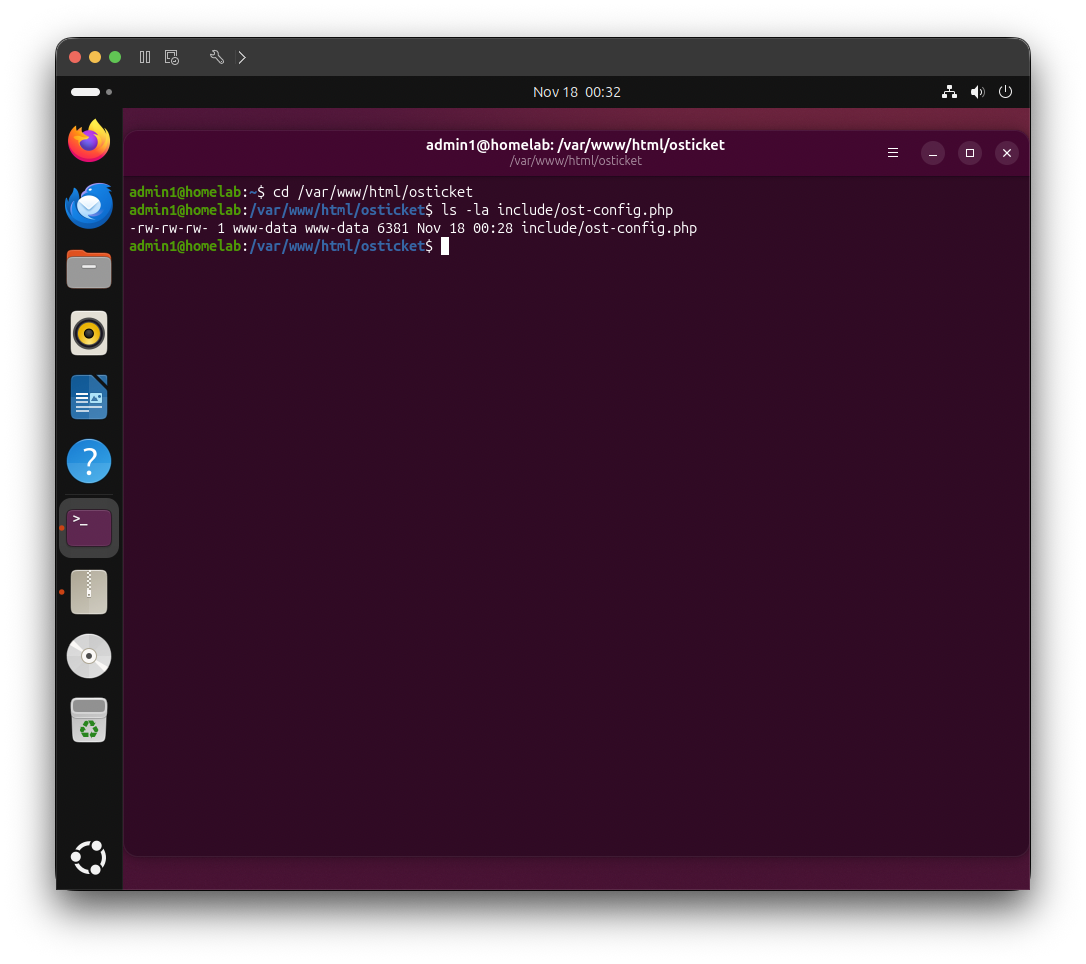 Nov 18 00:32
admin1@homelab: /var/www/html/osticket
/var/www/html/osticket
admin1@homelab:~$ cd /var/www/html/osticket
admin1@homelab:/var/www/html/osticket$ ls -la include/ost-config.php
-rw-rw-rw- 1 www-data www-data 6381 Nov 18 00:28 include/ost-config.php
admin1@homelab:/var/www/html/osticket$
?
>_